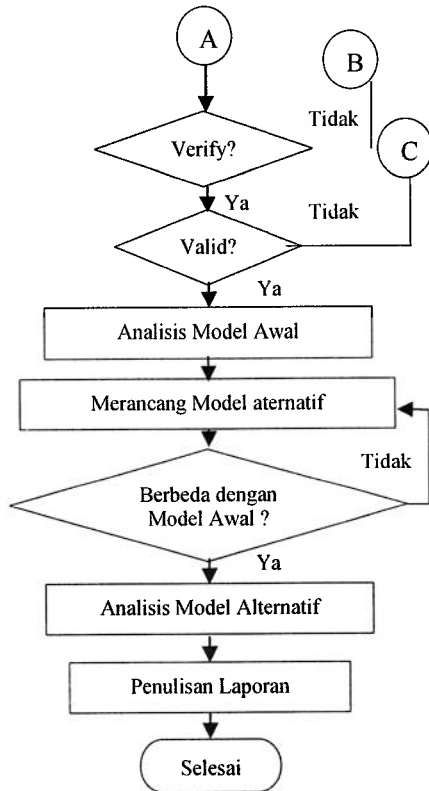 A
B
Tidak
C
Verify?
Ya
Tidak
Valid?
Ya
Analisis Model Awal
Merancang Model aternatif
Tidak
Berbeda dengan
Model Awal ?
Ya
Analisis Model Alternatif
Penulisan Laporan
Selesai